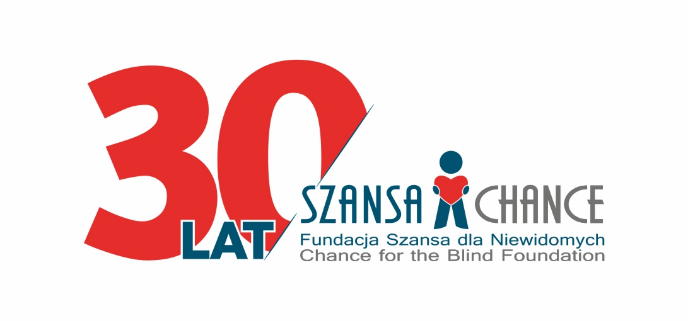 30
LAT
SZANSA CHANCE
Fundacja Szansa dla Niewidomych
Chance for the Blind Foundation